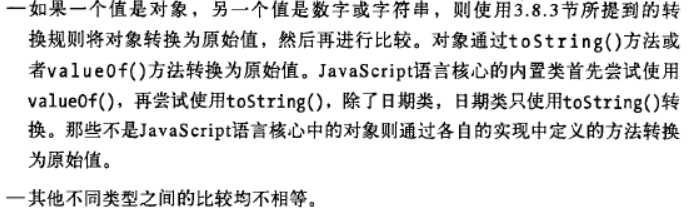 —如果一个值是对象，另一个值是数字或字符串，则使用3.8.3节所提到的转
换规则将对象转换为原始值，然后再进行比较。对象通过toString()方法或
者valueOf()方法转换为原始值。JavaScript语言核心的内置类首先尝试使用
valueOf()，再尝试使用toString()，除了日期类，日期类只使用toString()转
换。那些不是JavaScript语言核心中的对象则通过各自的实现中定义的方法转换
为原始值。
—其他不同类型之间的比较均不相等。